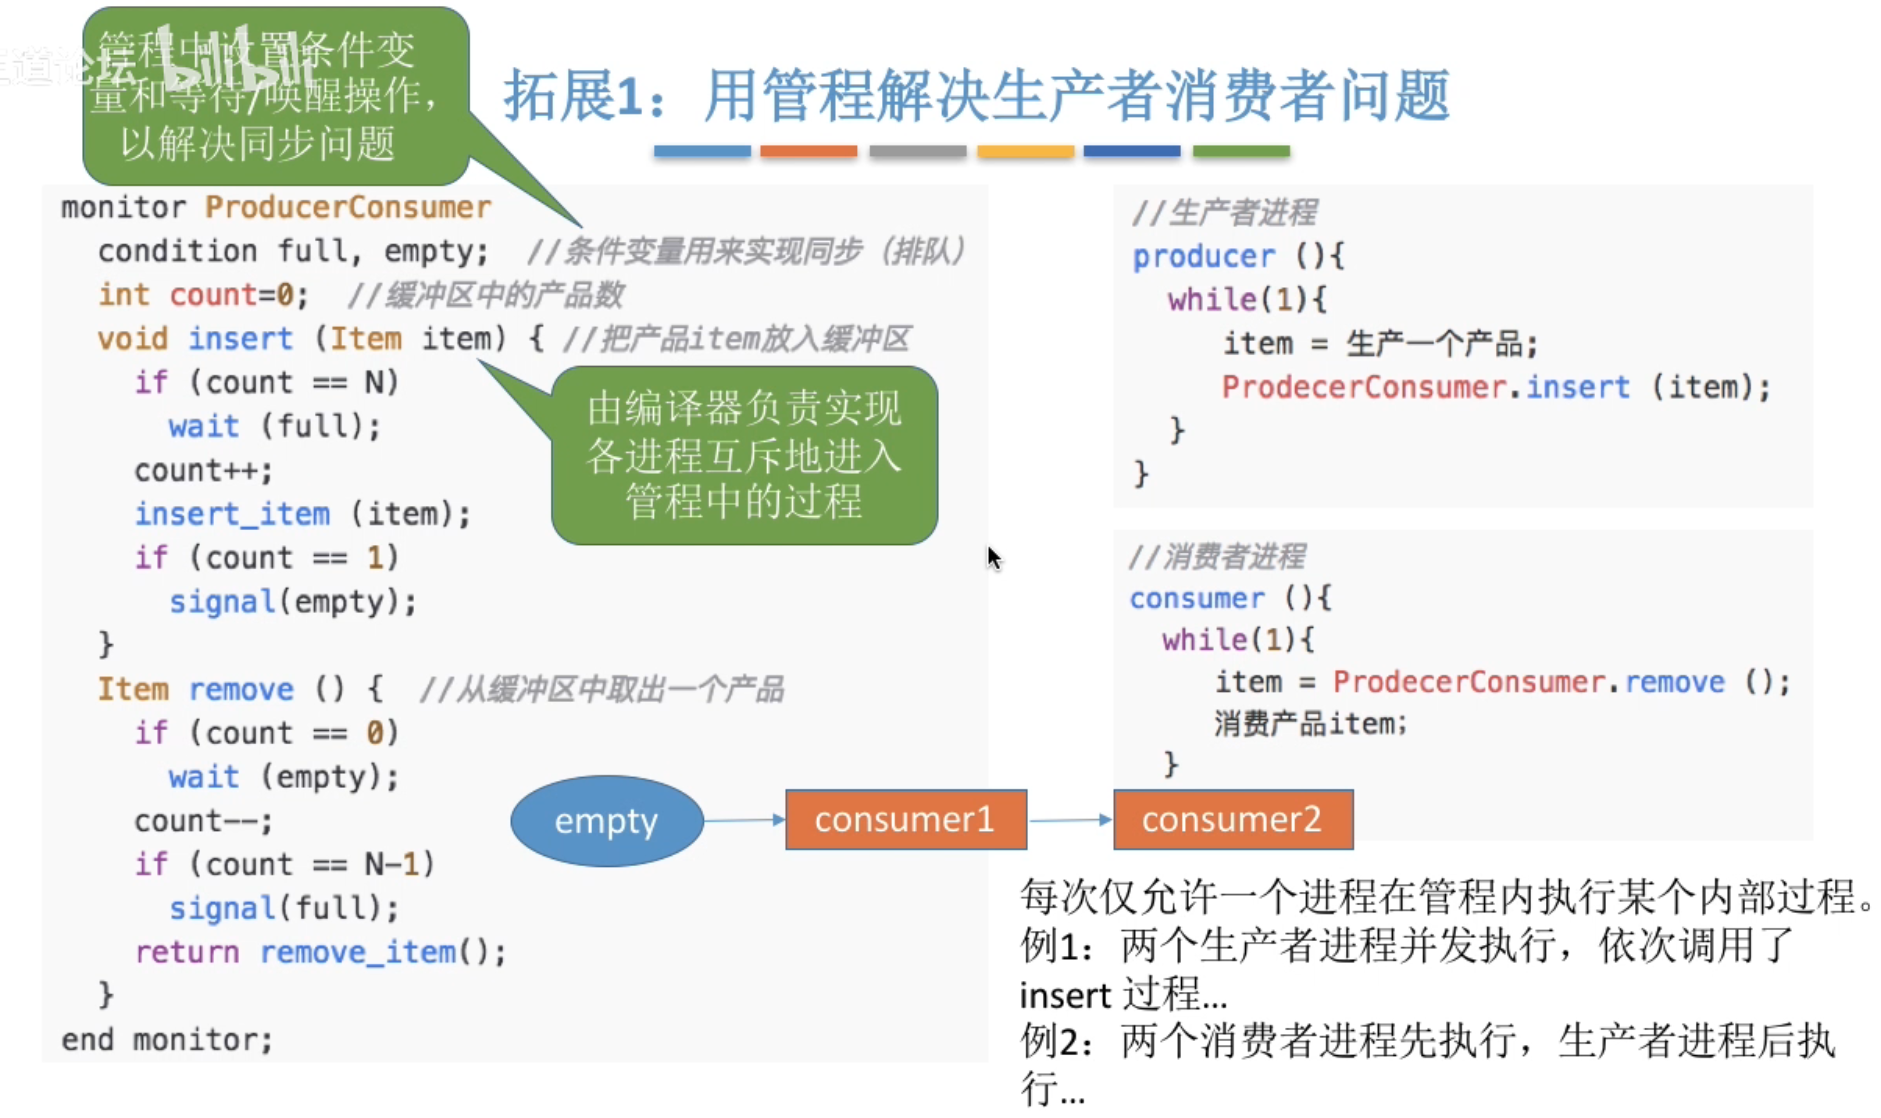 王道论坛 bilibili
管程中设置条件变
量和等待/唤醒操作，
以解决同步问题
拓展1：用管程解决生产者消费者问题
monitor ProducerConsumer
condition full, empty; //条件变量用来实现同步（排队）
int count=0; //缓冲区中的产品数
void insert (Item item) { //把产品item放入缓冲区
if (count == N)
wait (full);
count++;
insert_item (item);
if (count == 1)
signal(empty);
}
由编译器负责实现
各进程互斥地进入
管程中的过程
Item remove () { //从缓冲区中取出一个产品
if (count == 0)
wait (empty);
count--;
if (count == N-1)
signal(full);
return remove_item();
}
end monitor;
//生产者进程
producer (){
while(1){
item = 生产一个产品;
ProdecerConsumer.insert (item);
}
}
//消费者进程
consumer (){
while(1){
item = ProdecerConsumer.remove ();
消费产品item;
}
empty
consumer1
consumer2
每次仅允许一个进程在管程内执行某个内部过程。
例1：两个生产者进程并发执行，依次调用了
insert 过程…
例2：两个消费者进程先执行，生产者进程后执
行…